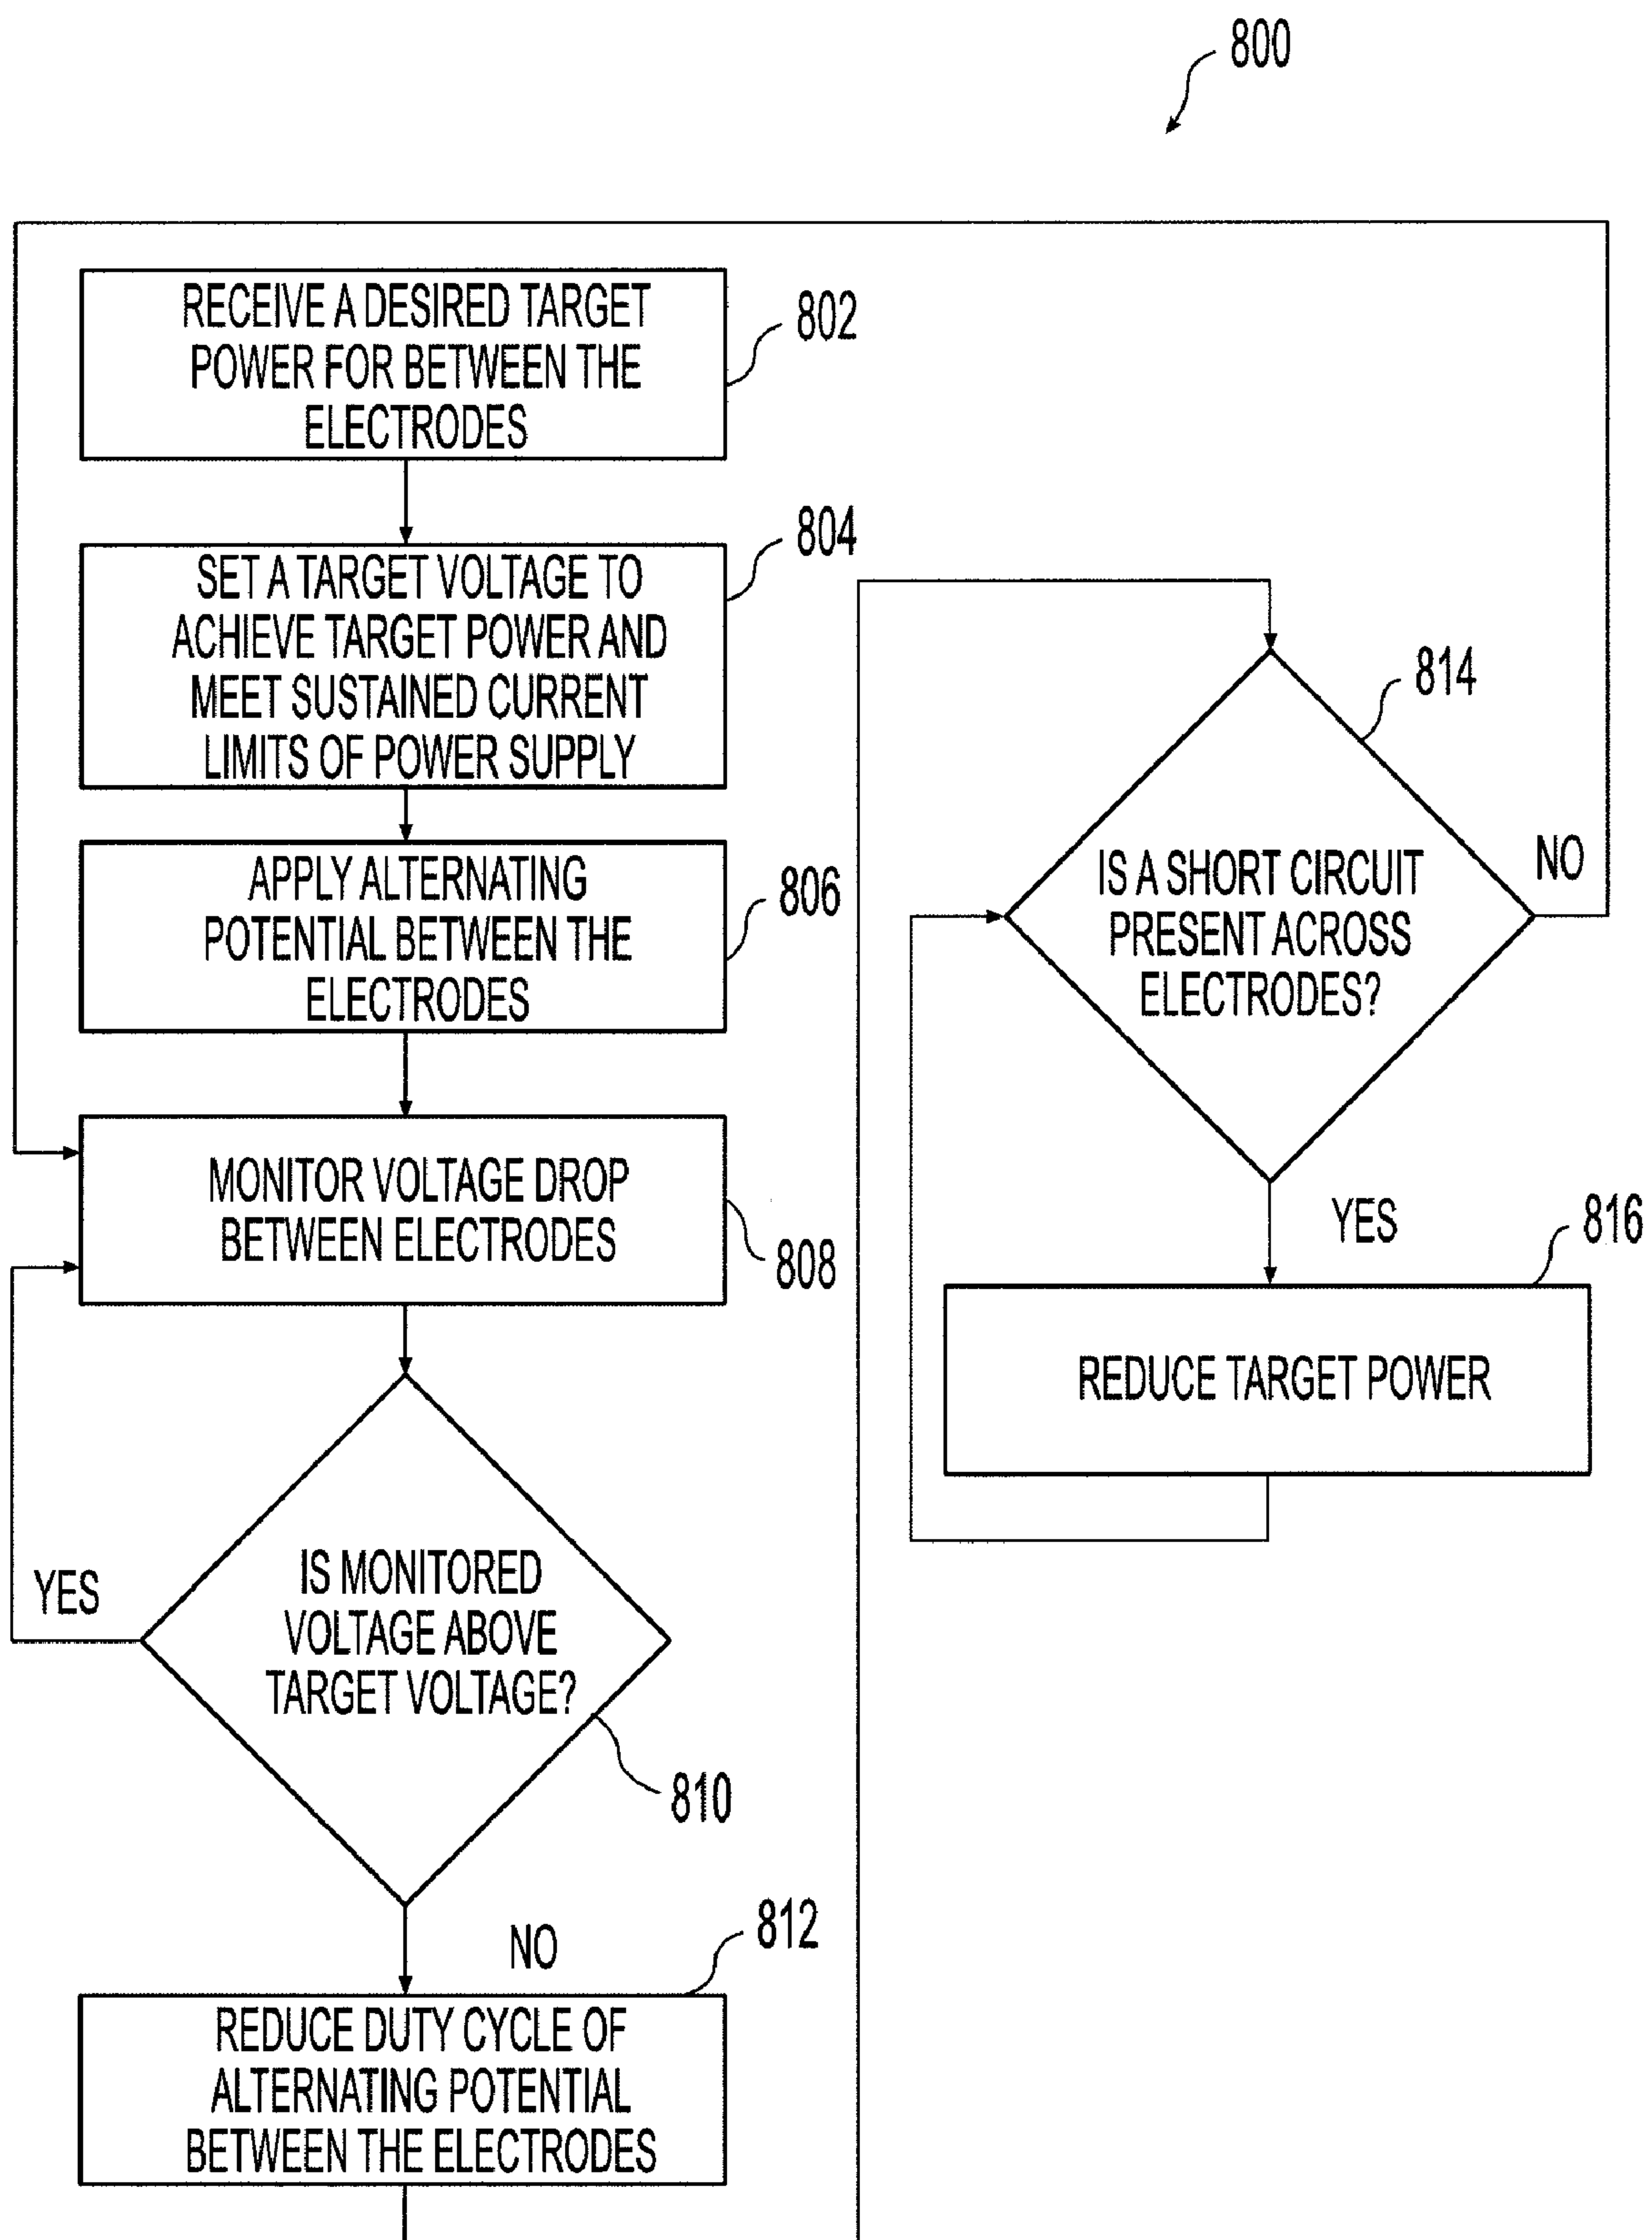 800
RECEIVE A DESIRED TARGET
POWER FOR BETWEEN THE
ELECTRODES
802
SET A TARGET VOLTAGE TO
ACHIEVE TARGET POWER AND
MEET SUSTAINED CURRENT
LIMITS OF POWER SUPPLY
804
APPLY ALTERNATING
POTENTIAL BETWEEN THE
ELECTRODES
806
MONITOR VOLTAGE DROP
BETWEEN ELECTRODES
808
IS MONITORED
VOLTAGE ABOVE
TARGET VOLTAGE?
810
YES
NO
REDUCE DUTY CYCLE OF
ALTERNATING POTENTIAL
BETWEEN THE ELECTRODES
812
IS A SHORT CIRCUIT
PRESENT ACROSS
ELECTRODES?
814
NO
YES
REDUCE TARGET POWER
816